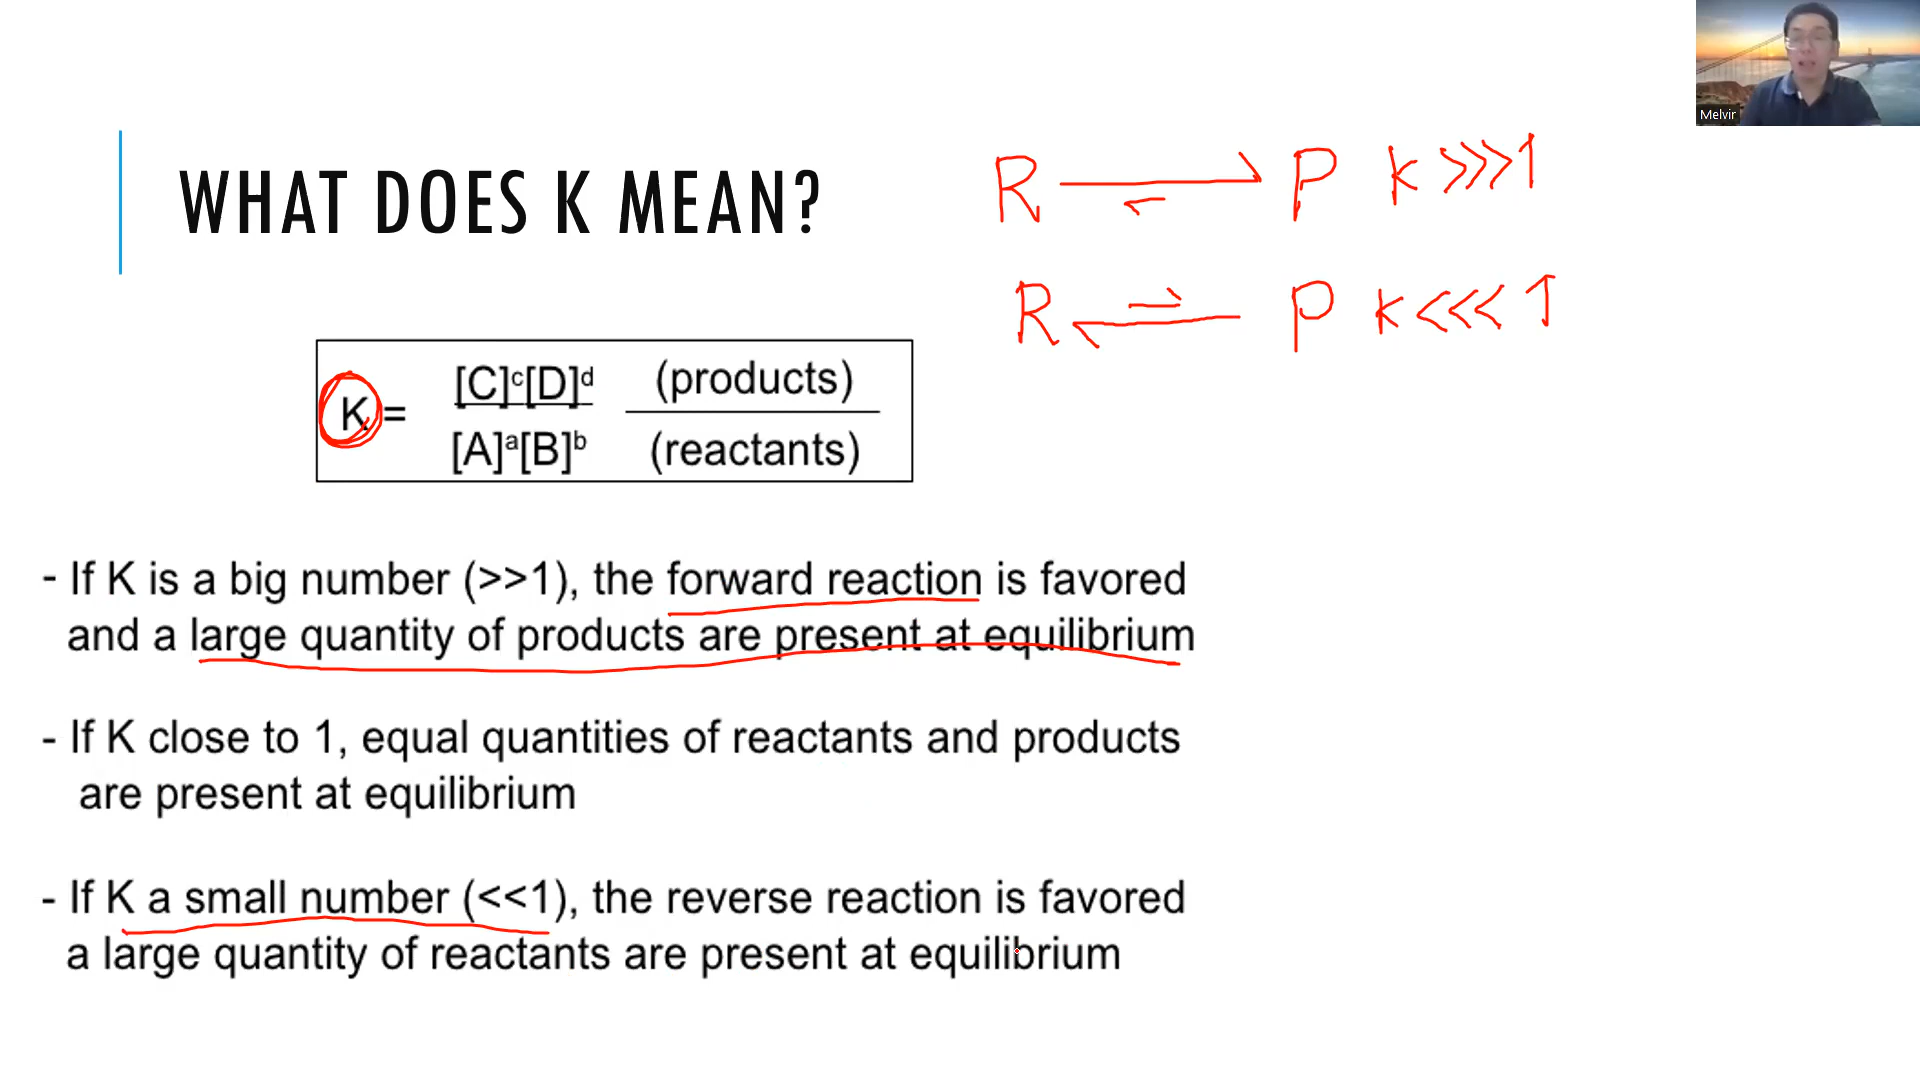 Melvir
WHAT DOES K MEAN?
R ⟶ P K >>>1
R ⟵ P K <<< 1
K = [C]ᶜ[D]ᵈ (products)
[A]ᵃ[B]ᵇ (reactants)
- If K is a big number (>>1), the forward reaction is favored
and a large quantity of products are present at equilibrium
- If K close to 1, equal quantities of reactants and products
are present at equilibrium
- If K a small number (<<1), the reverse reaction is favored
a large quantity of reactants are present at equilibrium